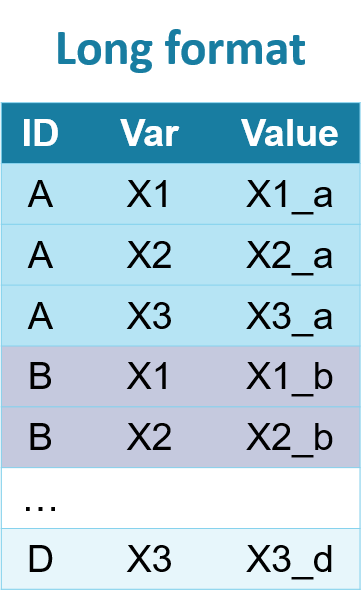 Long format
ID Var Value
A X1 X1_a
A X2 X2_a
A X3 X3_a
B X1 X1_b
B X2 X2_b
...
D X3 X3_d